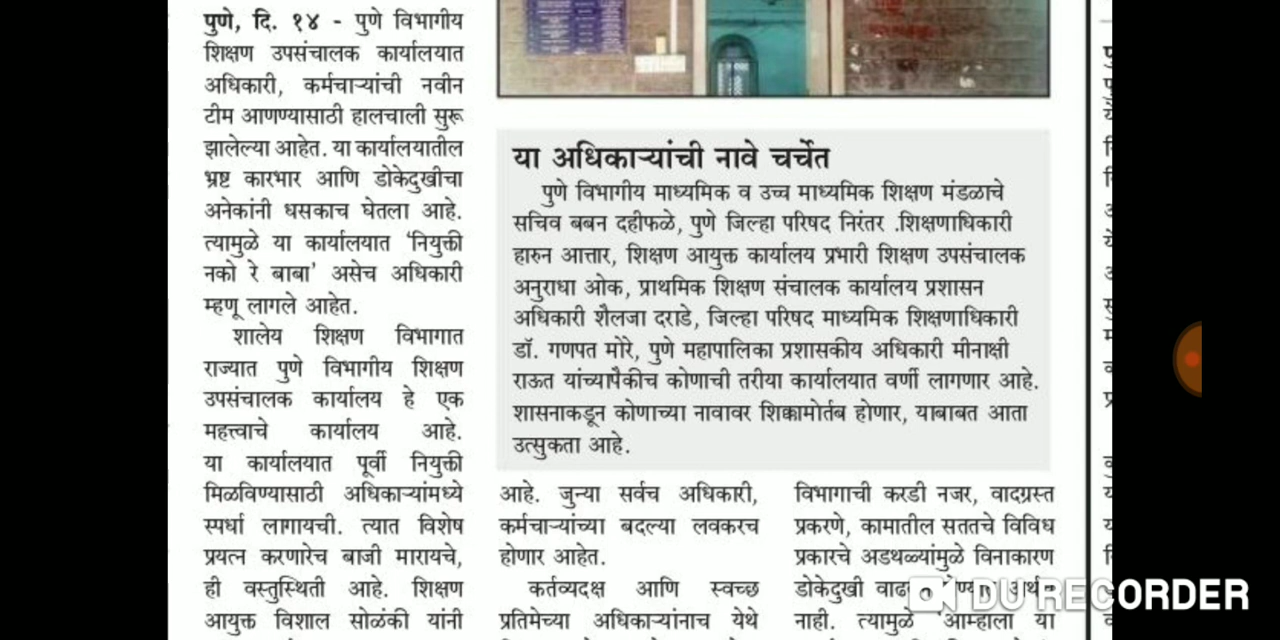 पुणे, दि. १४ - पुणे विभागीय
शिक्षण उपसंचालक कार्यालयात
अधिकारी, कर्मचाऱ्यांची नवीन
टीम आणण्यासाठी हालचाली सुरू
झालेल्या आहेत. या कार्यालयातील
भ्रष्ट कारभार आणि डोकेदुखीचा
अनेकांनी धसकाच घेतला आहे.
त्यामुळे या कार्यालयात ‘नियुक्ती
नको रे बाबा’ असेच अधिकारी
म्हणू लागले आहेत.
शालेय शिक्षण विभागात
राज्यात पुणे विभागीय शिक्षण
उपसंचालक कार्यालय हे एक
महत्त्वाचे कार्यालय आहे.
या कार्यालयात पूर्वी नियुक्ती
मिळविण्यासाठी अधिकाऱ्यांमध्ये
स्पर्धा लागायची. त्यात विशेष
प्रयत्न करणारेच बाजी मारायचे,
ही वस्तुस्थिती आहे. शिक्षण
आयुक्त विशाल सोळंकी यांनी
या अधिकाऱ्यांची नावे चर्चेत
पुणे विभागीय माध्यमिक व उच्च माध्यमिक शिक्षण मंडळाचे
सचिव बबन दहीफळे, पुणे जिल्हा परिषद निरंतर .शिक्षणाधिकारी
हारुन आत्तार, शिक्षण आयुक्त कार्यालय प्रभारी शिक्षण उपसंचालक
अनुराधा ओक, प्राथमिक शिक्षण संचालक कार्यालय प्रशासन
अधिकारी शैलजा दराडे, जिल्हा परिषद माध्यमिक शिक्षणाधिकारी
डॉ. गणपत मोरे, पुणे महापालिका प्रशासकीय अधिकारी मीनाक्षी
राऊत यांच्यापैकीच कोणाची तरीया कार्यालयात वर्णी लागणार आहे.
शासनाकडून कोणाच्या नावावर शिक्कामोर्तब होणार, याबाबत आता
उत्सुकता आहे.
आहे. जुन्या सर्वच अधिकारी,
कर्मचाऱ्यांच्या बदल्या लवकरच
होणार आहेत.
कर्तव्यदक्ष आणि स्वच्छ
प्रतिमेच्या अधिकाऱ्यांनाच येथे
विभागाची करडी नजर, वादग्रस्त
प्रकरणे, कामातील सततचे विविध
प्रकारचे अडथळ्यांमुळे विनाकारण
डोकेदुखी
नाही. त्यामुळे ‘आम्हाला या
DU RECORDER